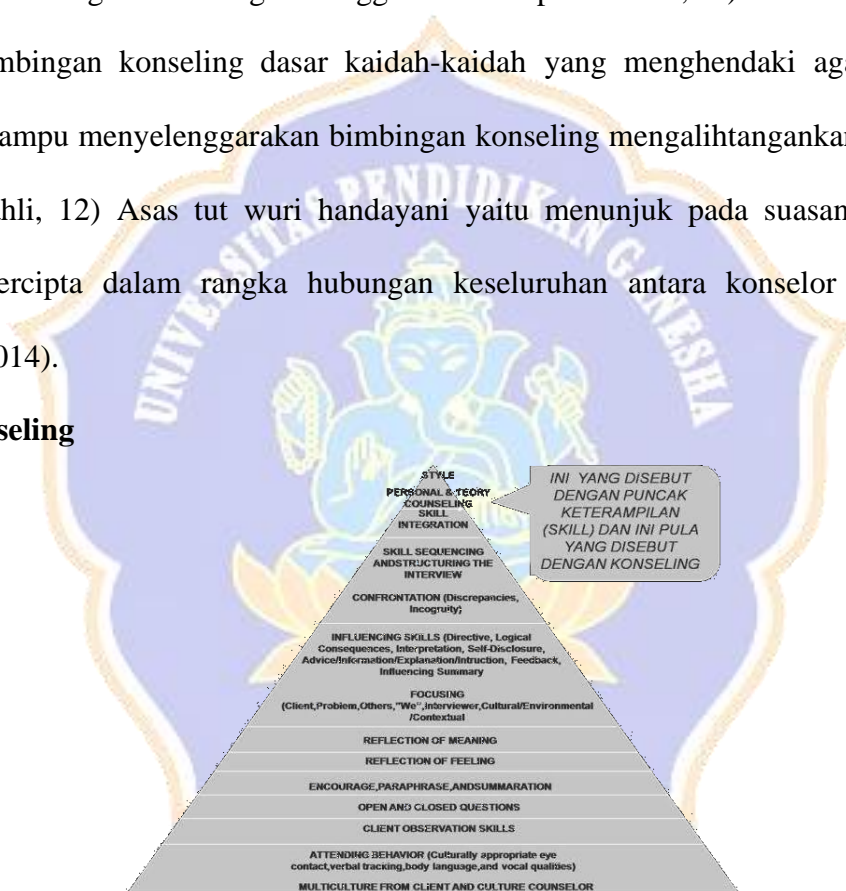 mbingan konseling dasar kaidah-kaidah yang menghendaki aga
ampu menyelenggarakan bimbingan konseling mengalihtangankan
hli, 12) Asas tut wuri handayani yaitu menunjuk pada suasan
ercipta dalam rangka hubungan keseluruhan antara konselor
014).
seling
UNIVERSITAS PENDIDIKAN GANESHA
STYLE
PERSONAL & TEORY
COUNSELING
SKILL
INTEGRATION
INI YANG DISEBUT
DENGAN PUNCAK
KETERAMPILAN
(SKILL) DAN INI PULA
YANG DISEBUT
DENGAN KONSELING
SKILL SEQUENCING
ANDSTRUCTURING THE
INTERVIEW
CONFRONTATION (Discrepancies,
Incogruity)
INFLUENCING SKILLS (Directive, Logical
Consequences, Interpretation, Self-Disclosure,
Advice/Information/Explanation/Intruction, Feedback,
Influencing Summary
FOCUSING
(Client,Problem,Others,"We",Interviewer,Cultural/Environmental
/Contextual
REFLECTION OF MEANING
REFLECTION OF FEELING
ENCOURAGE,PARAPHRASE,ANDSUMMARATION
OPEN AND CLOSED QUESTIONS
CLIENT OBSERVATION SKILLS
ATTENDING BEHAVIOR (Culturally appropriate eye
contact,verbal tracking,body language,and vocal qualities)
MULTICULTURE FROM CLIENT AND CULTURE COUNSELOR